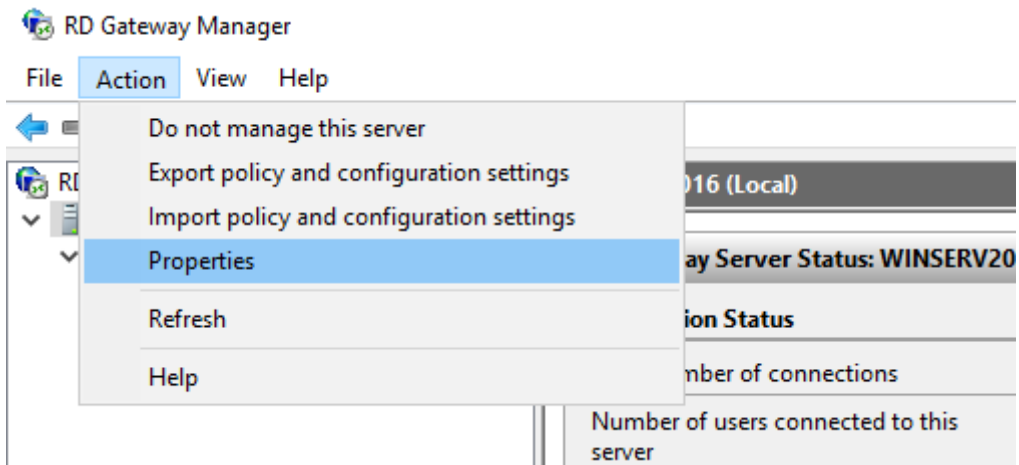 RD Gateway Manager
File Action View Help
Do not manage this server
Export policy and configuration settings
Import policy and configuration settings
Properties
Refresh
Help
RD
016 (Local)
ay Server Status: WINSERV20
ion Status
mber of connections
Number of users connected to this
server